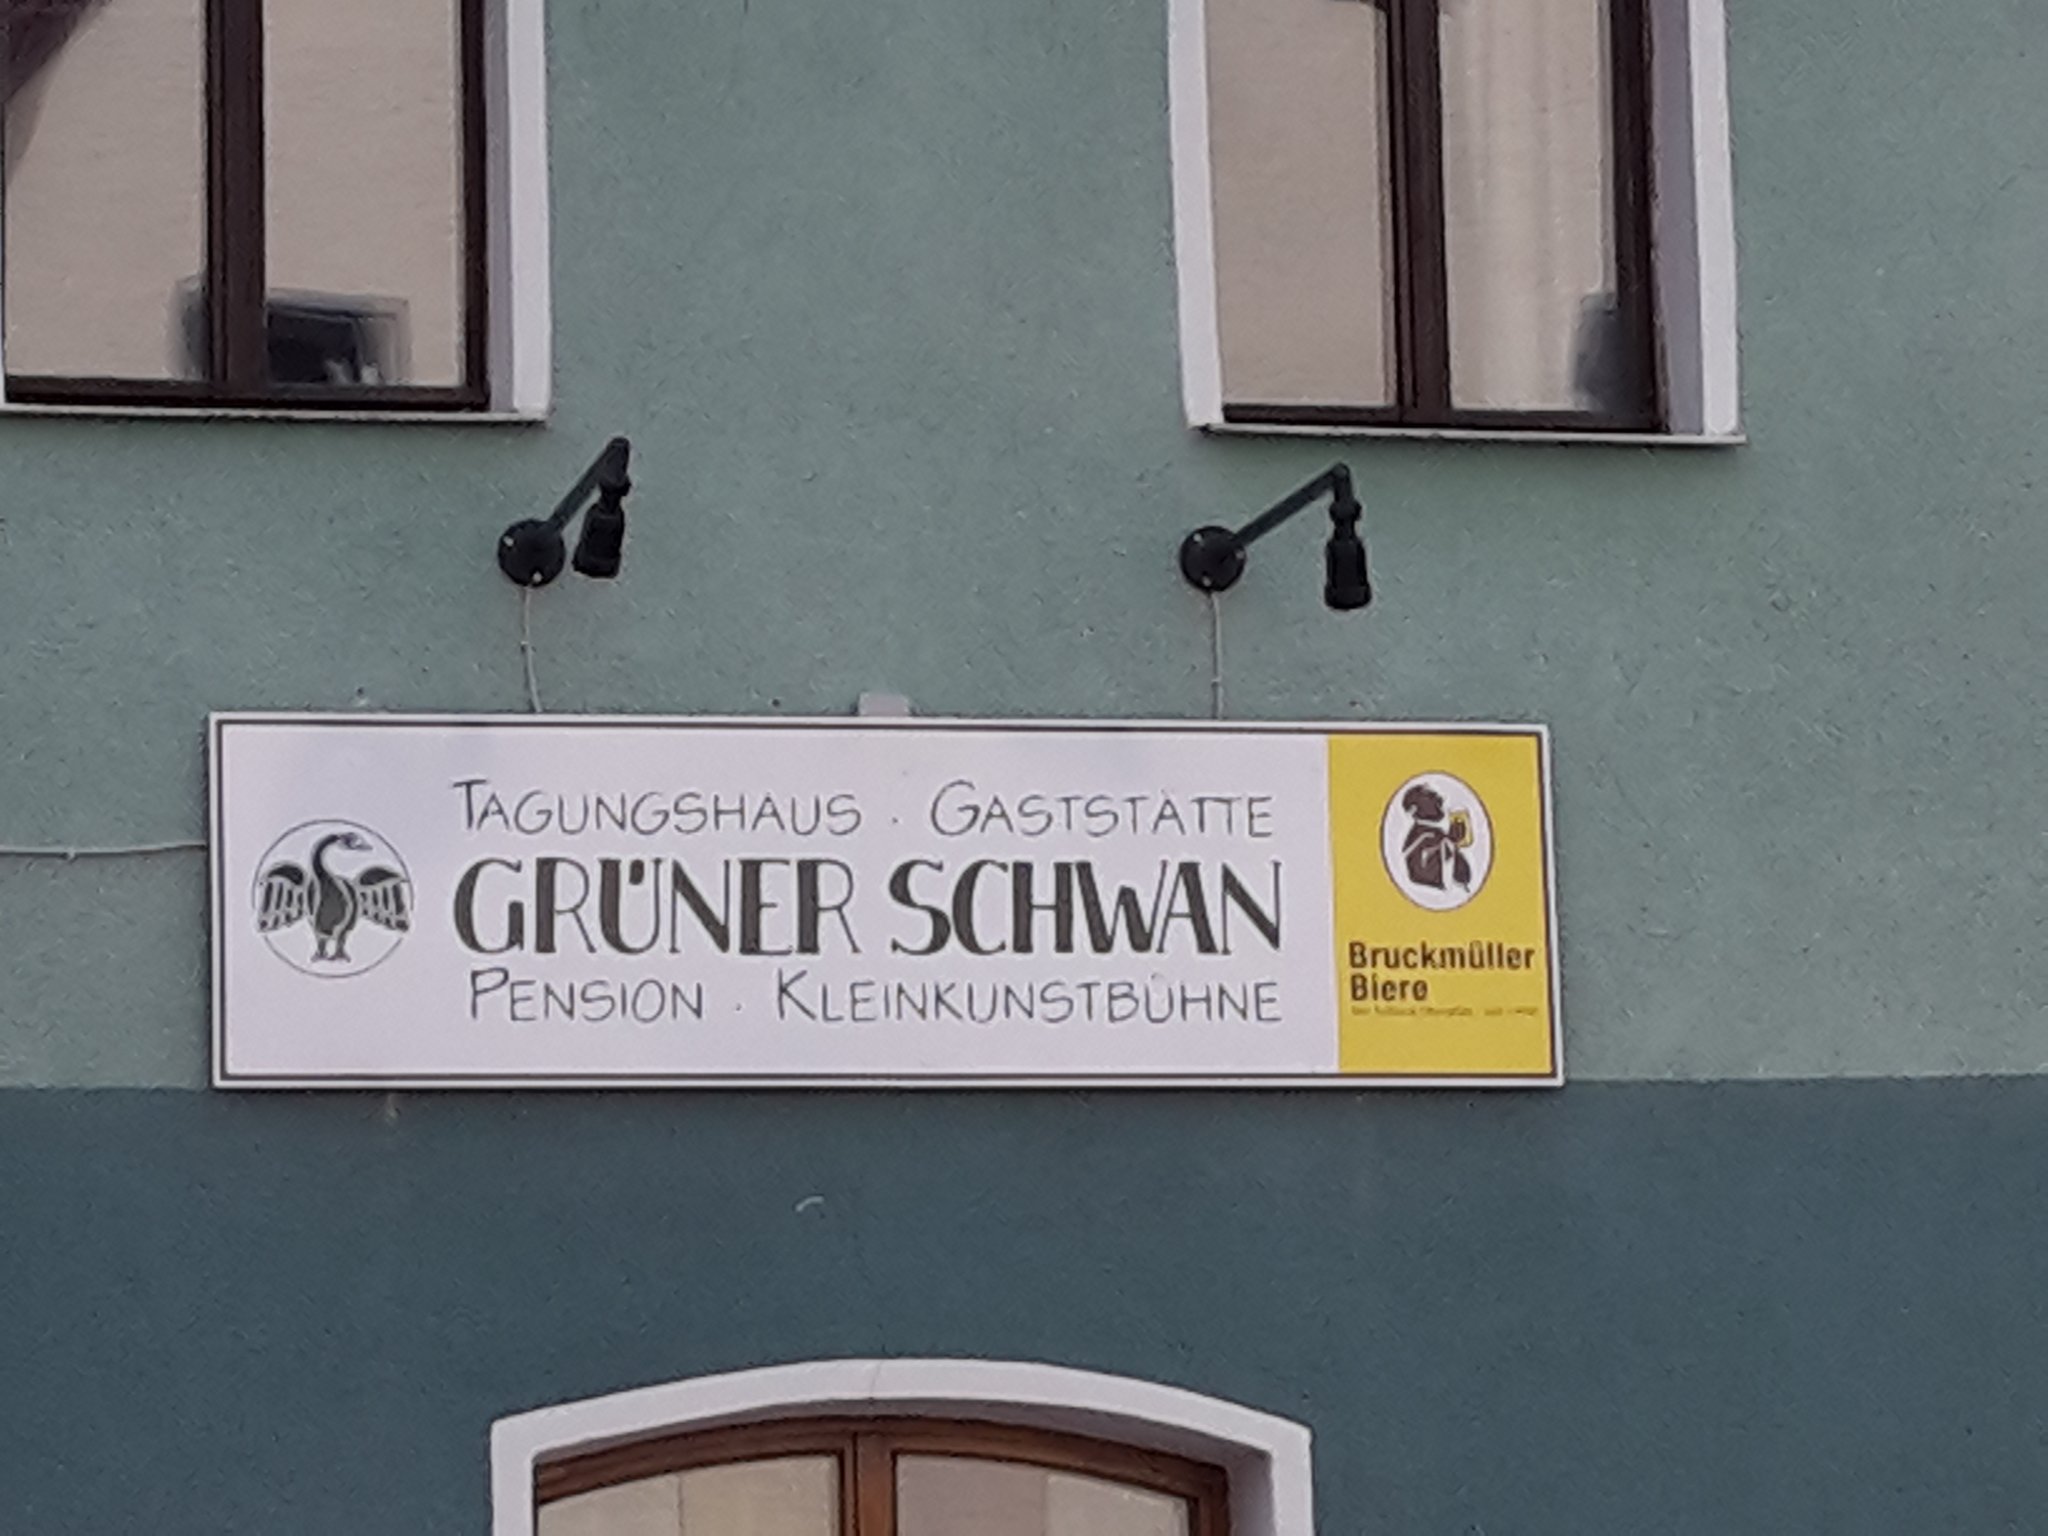 TAGUNGSHAUS · GASTSTÄTTE
GRÜNER SCHWAN
PENSION · KLEINKUNSTBÜHNE
Bruckmüller
Biere